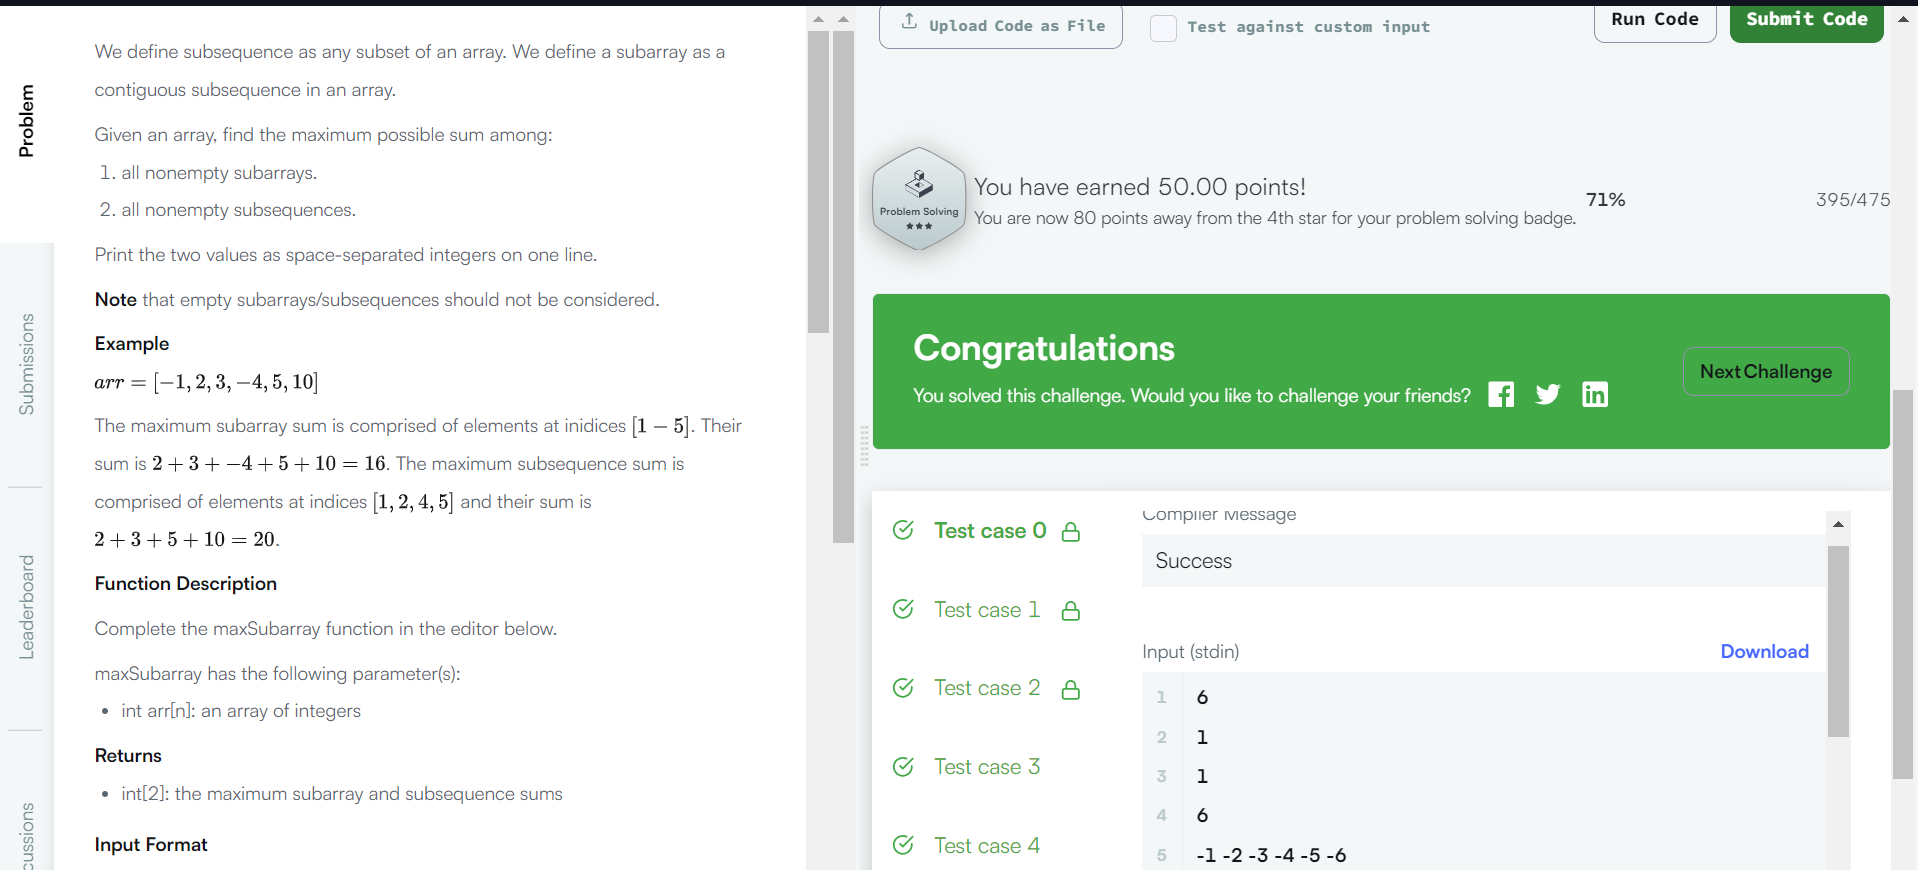 Problem
Submissions
Leaderboard
cussions
We define subsequence as any subset of an array. We define a subarray as a
contiguous subsequence in an array.
Given an array, find the maximum possible sum among:
1. all nonempty subarrays.
2. all nonempty subsequences.
Print the two values as space-separated integers on one line.
Note that empty subarrays/subsequences should not be considered.
Example
arr = [−1, 2, 3, −4, 5, 10]
The maximum subarray sum is comprised of elements at inidices [1 − 5]. Their
sum is 2 + 3 + −4 + 5 + 10 = 16. The maximum subsequence sum is
comprised of elements at indices [1, 2, 4, 5] and their sum is
2 + 3 + 5 + 10 = 20.
Function Description
Complete the maxSubarray function in the editor below.
maxSubarray has the following parameter(s):
• int arr[n]: an array of integers
Returns
• int[2]: the maximum subarray and subsequence sums
Input Format
Upload Code as File
Test against custom input
Run Code
Submit Code
Problem Solving
You have earned 50.00 points!
You are now 80 points away from the 4th star for your problem solving badge.
71%
395/475
Congratulations
You solved this challenge. Would you like to challenge your friends?
Next Challenge
Test case 0
Test case 1
Test case 2
Test case 3
Test case 4
Compiler Message
Success
Input (stdin)
Download
1 6
2 1
3 1
4 6
5 -1 -2 -3 -4 -5 -6